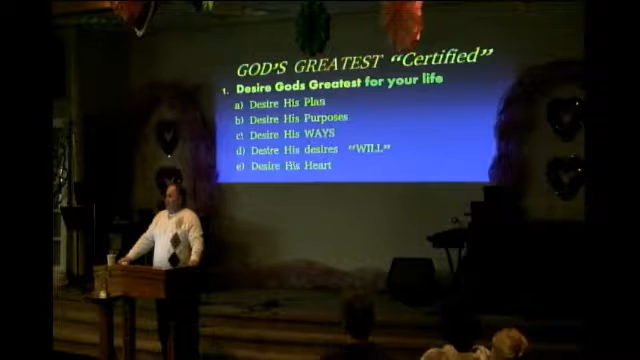 GOD'S GREATEST “Certified”
1. Desire Gods Greatest for your life
a) Desire His Plan
b) Desire His Purposes
c) Desire His WAYS
d) Desire His desires “WILL”
e) Desire His Heart